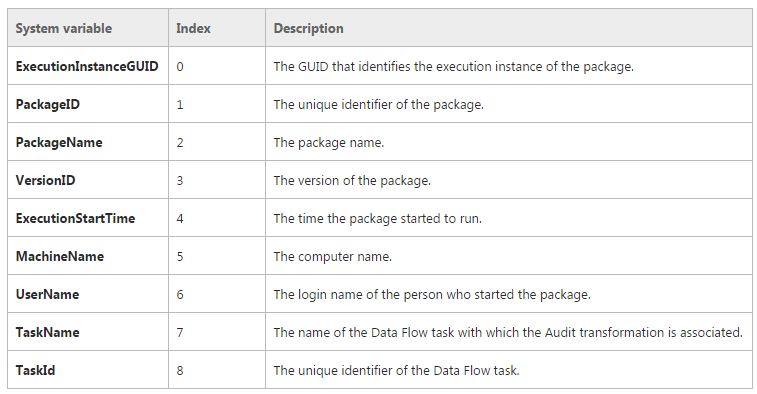 System variable Index Description
ExecutionInstanceGUID 0 The GUID that identifies the execution instance of the package.
PackageID 1 The unique identifier of the package.
PackageName 2 The package name.
VersionID 3 The version of the package.
ExecutionStartTime 4 The time the package started to run.
MachineName 5 The computer name.
UserName 6 The login name of the person who started the package.
TaskName 7 The name of the Data Flow task with which the Audit transformation is associated.
TaskId 8 The unique identifier of the Data Flow task.